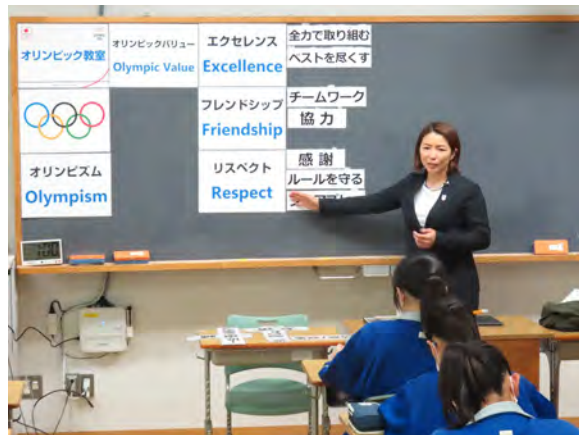 オリンピック教室
オリンピックバリュー
Olympic Value
エクセレンス
Excellence
全力で取り組む
ベストを尽くす
フレンドシップ
Friendship
チームワーク
協力
オリンピズム
Olympism
リスペクト
Respect
感謝
ルールを守る